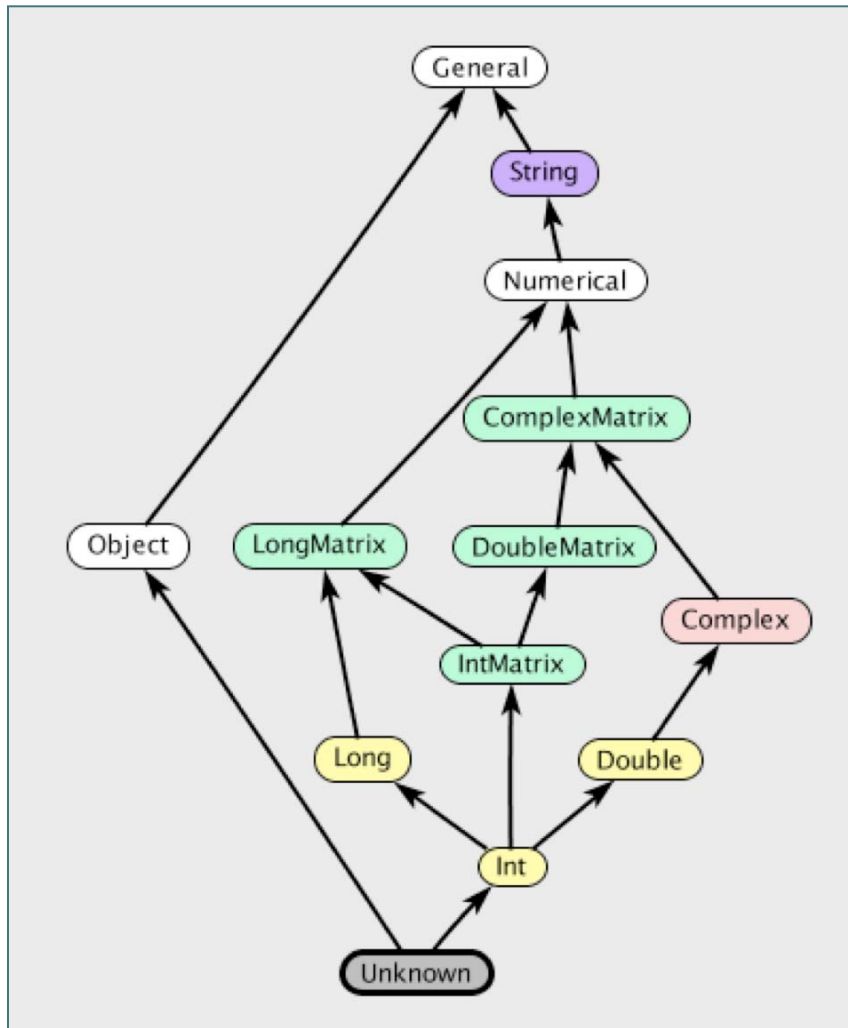 General
String
Numerical
ComplexMatrix
Object
LongMatrix
DoubleMatrix
Complex
IntMatrix
Long
Double
Int
Unknown